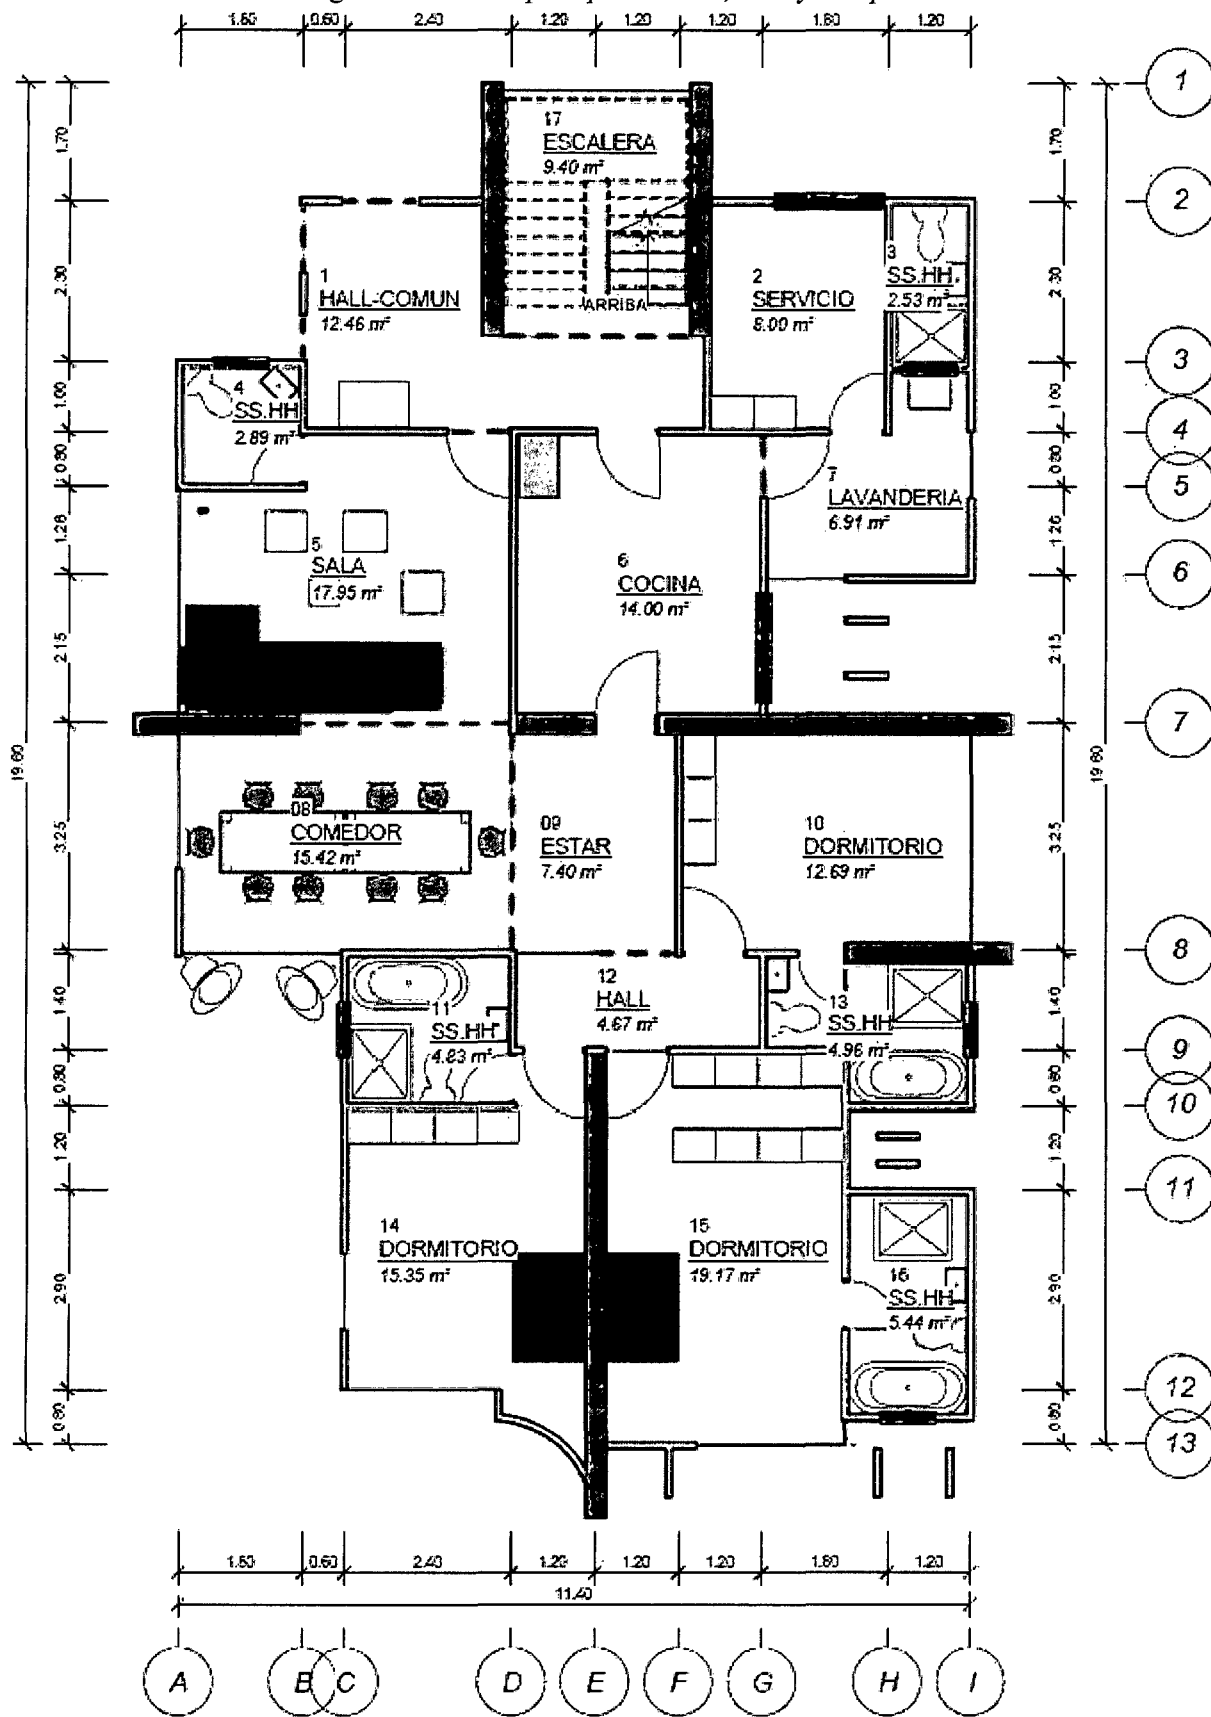 1.80 0.60 2.40 1.20 1.20 1.20 1.80 1.20
1
1.70
17
ESCALERA
9.40 m²
1.70
2
2.30
1
HALL-COMUN
12.46 m²
ARRIBA
2
SERVICIO
8.00 m²
3
SS.HH.
2.53 m²
2.30
3
1.00
4
SS.HH
2.89 m²
1.00
4
0.80
0.80
5
7
LAVANDERIA
6.91 m²
1.26
5
SALA
17.95 m²
6
COCINA
14.00 m²
1.26
6
2.15
2.15
7
19.60
19.60
3.25
08
COMEDOR
15.42 m²
09
ESTAR
7.40 m²
10
DORMITORIO
12.69 m²
3.25
8
1.40
11
SS.HH
4.83 m²
12
HALL
4.67 m²
13
SS.HH
4.96 m²
1.40
9
0.80
0.80
10
1.20
1.20
11
14
DORMITORIO
15.35 m²
15
DORMITORIO
19.17 m²
16
SS.HH
5.44 m²
2.90
2.90
12
0.80
0.80
13
1.80 0.60 2.40 1.20 1.20 1.20 1.80 1.20
11.40
A B C D E F G H I